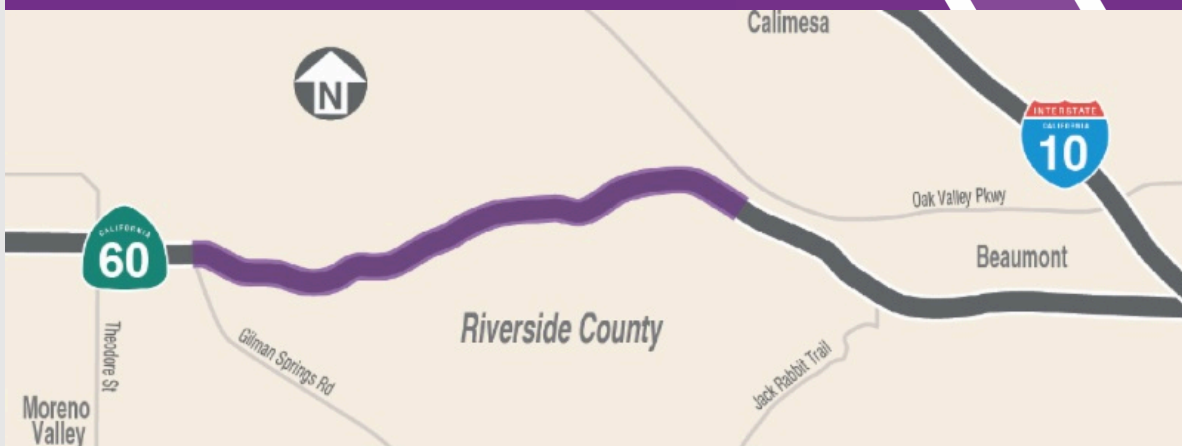 Calimesa
N
INTERSTATE
CALIFORNIA
10
Oak Valley Pkwy
CALIFORNIA
60
Beaumont
Riverside County
Theodore St
Gilman Springs Rd
Jack Rabbit Trail
Moreno
Valley